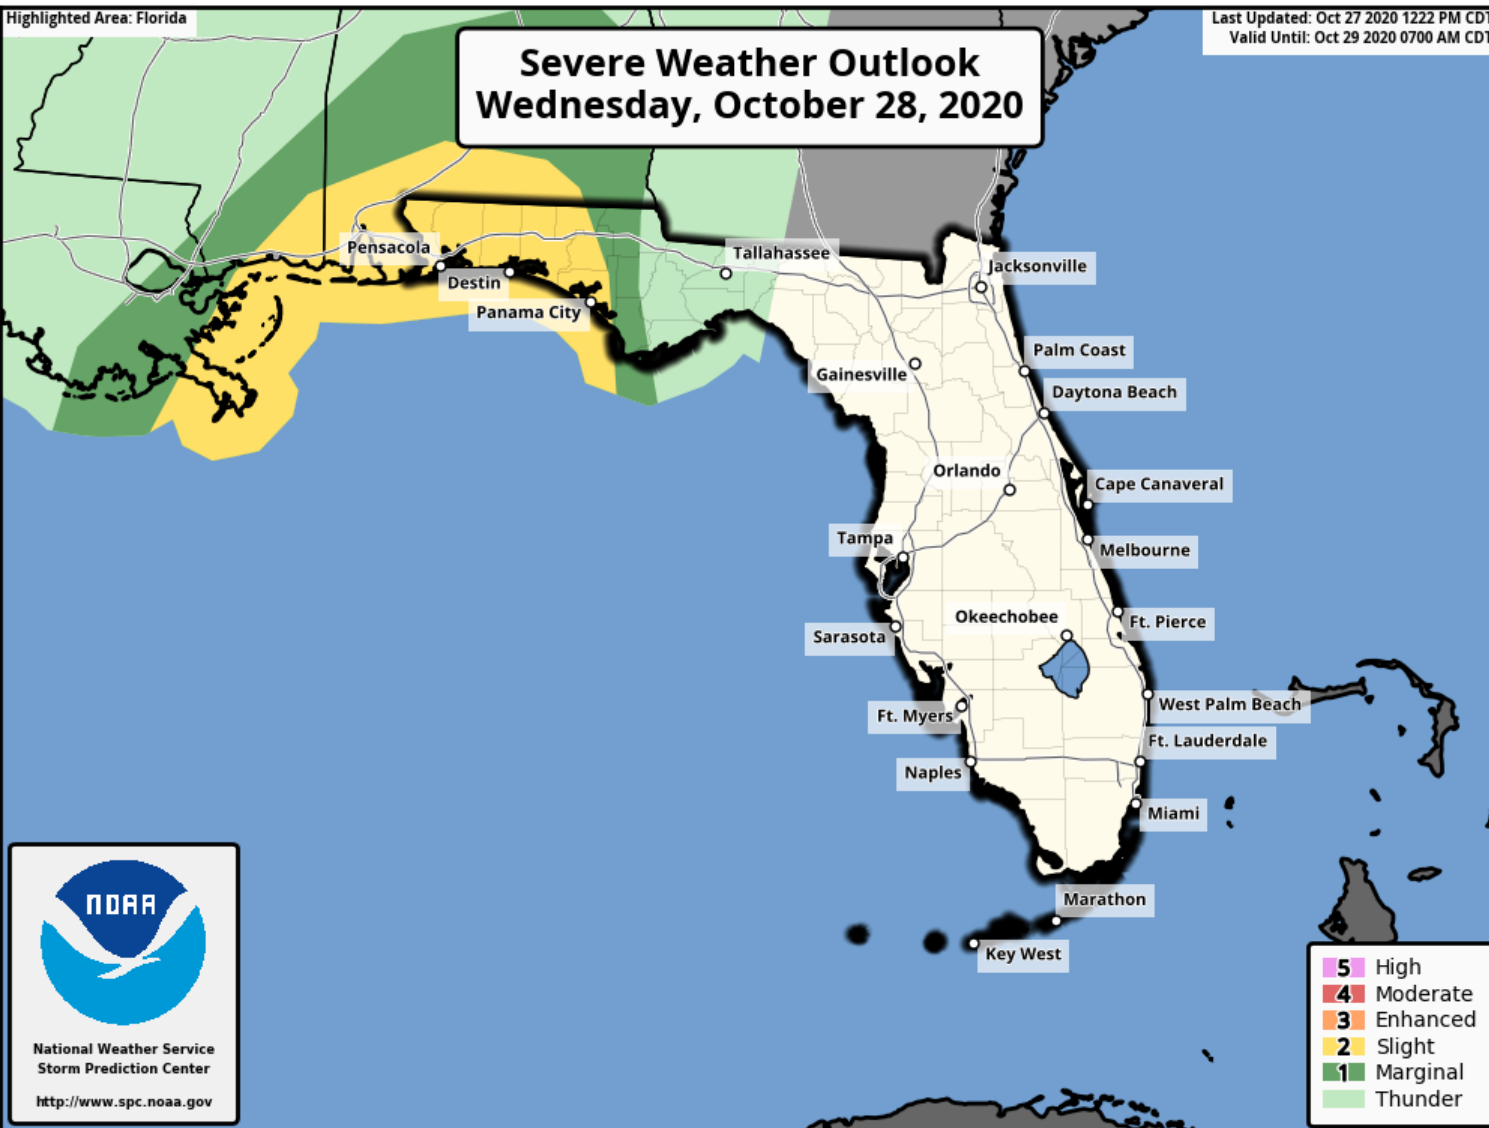 Highlighted Area: Florida
Last Updated: Oct 27 2020 1222 PM CDT
Valid Until: Oct 29 2020 0700 AM CDT
Severe Weather Outlook
Wednesday, October 28, 2020
Pensacola
Tallahassee
Destin
Jacksonville
Panama City
Palm Coast
Gainesville
Daytona Beach
Orlando
Cape Canaveral
Tampa
Melbourne
Okeechobee
Ft. Pierce
Sarasota
West Palm Beach
Ft. Myers
Ft. Lauderdale
Naples
Miami
Marathon
Key West
NOAA
National Weather Service
Storm Prediction Center
http://www.spc.noaa.gov
5 High
4 Moderate
3 Enhanced
2 Slight
1 Marginal
Thunder